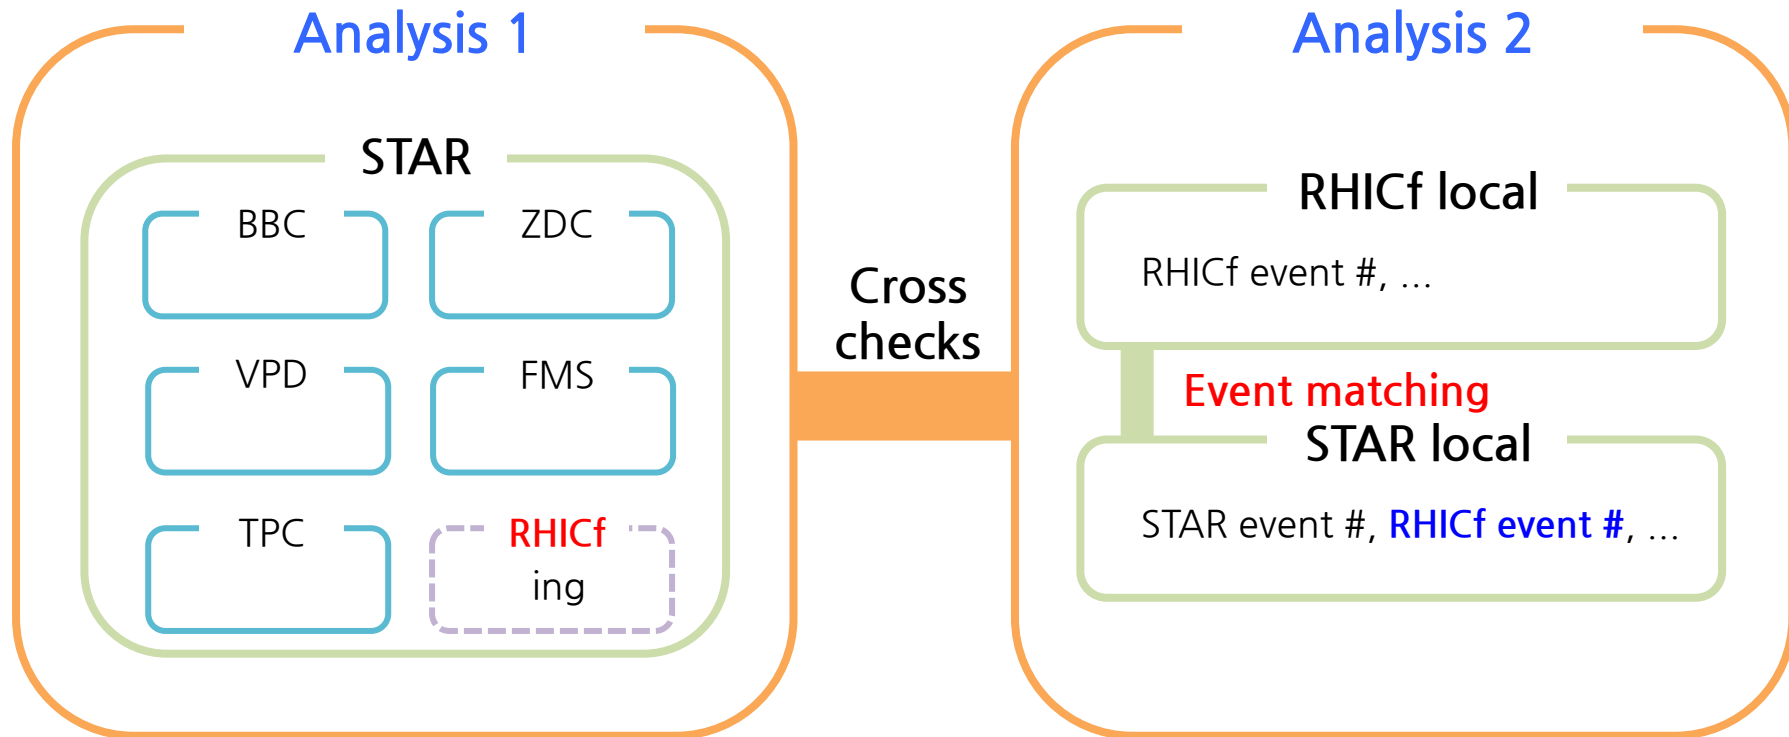 Analysis 1
STAR
BBC
ZDC
VPD
FMS
TPC
RHICf
ing
Cross
checks
Analysis 2
RHICf local
RHICf event #, ...
Event matching
STAR local
STAR event #, RHICf event #, ...